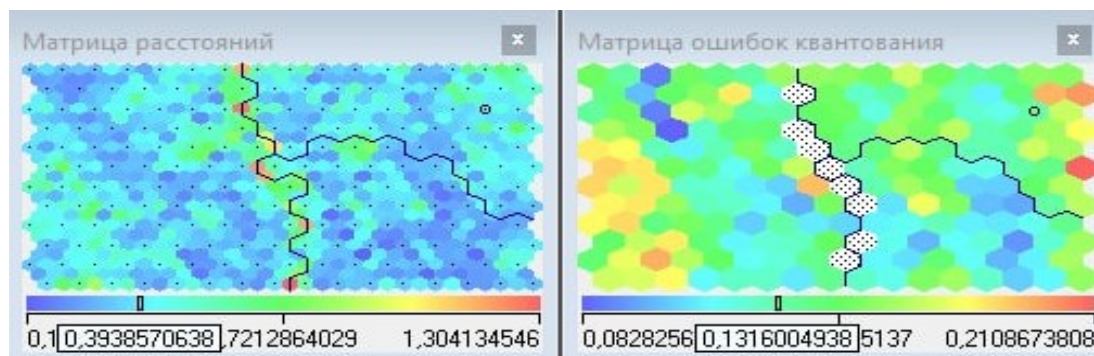 Матрица расстояний
0,1 0,3938570638 ,7212864029 1,304134546
Матрица ошибок квантования
0,0828256 0,1316004938 5137 0,2108673808